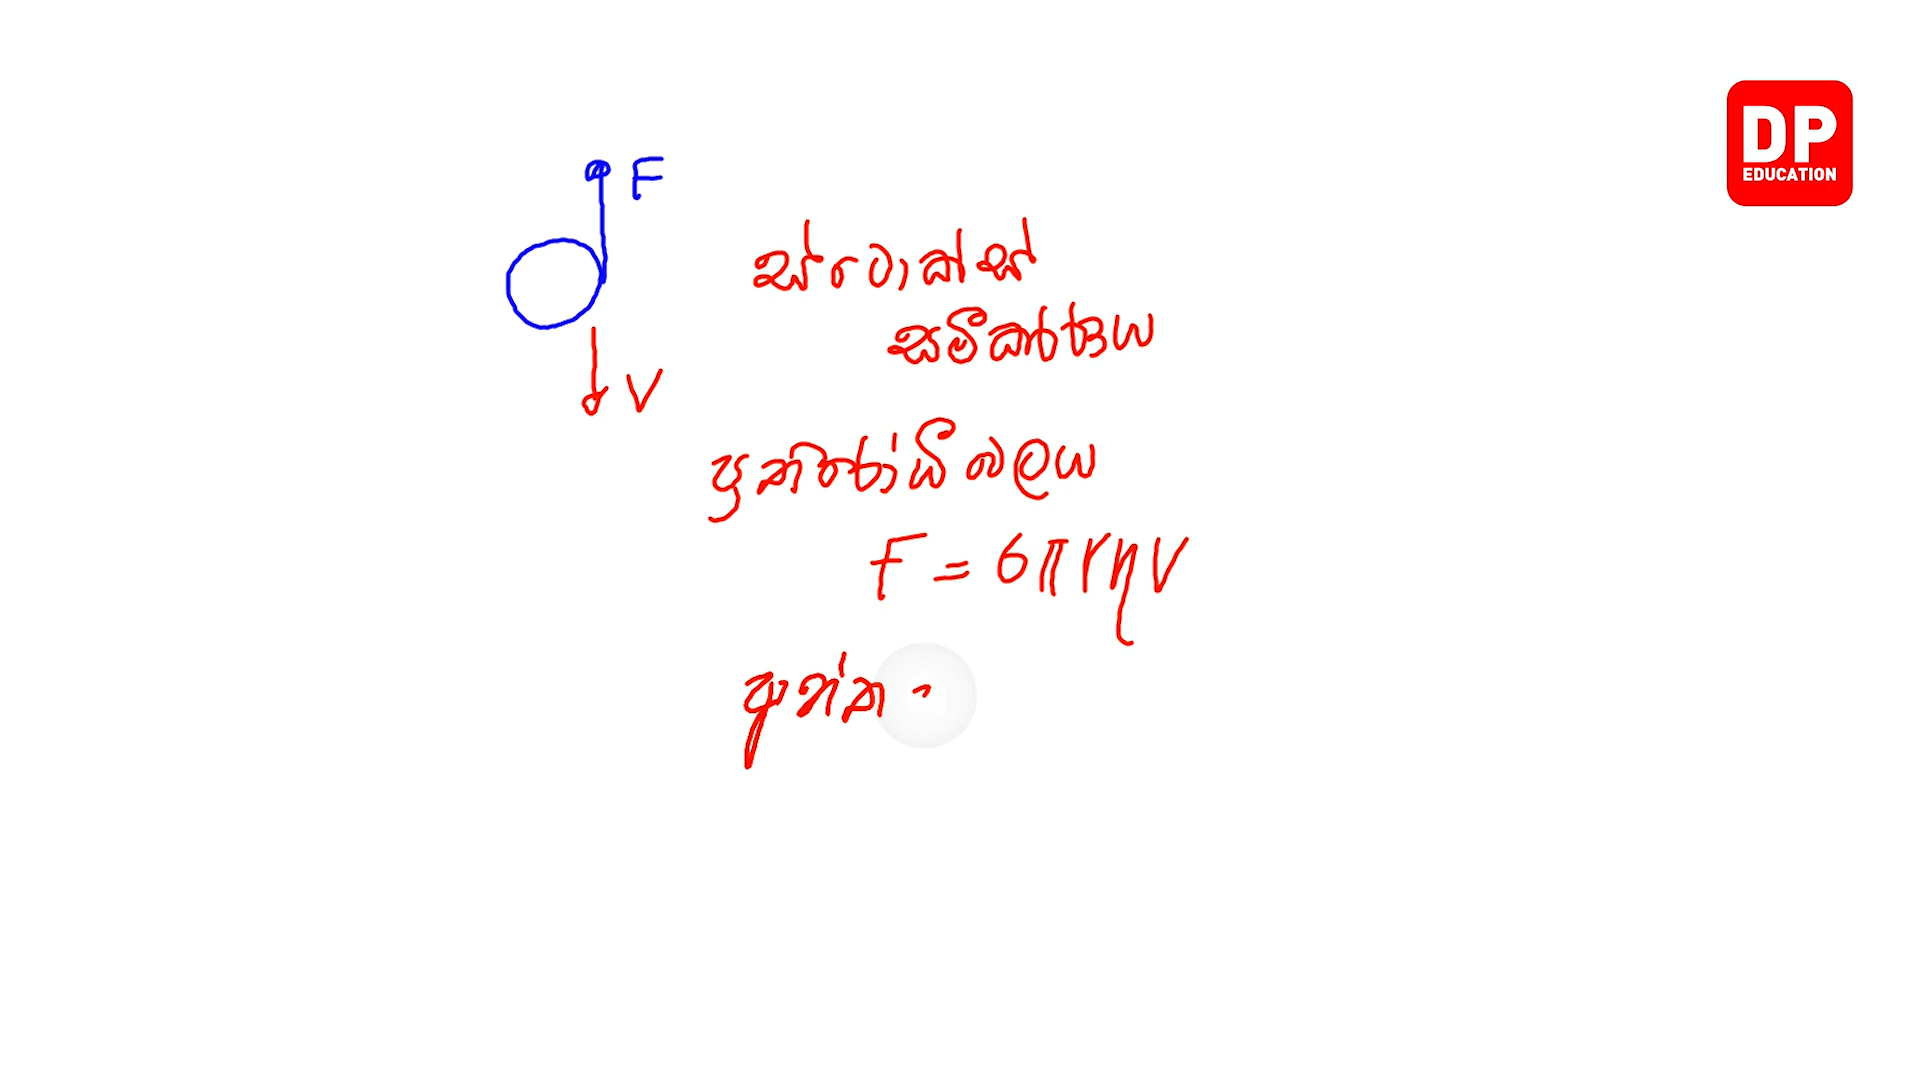 DP
EDUCATION
F
V
ස්ටොක්ස්
සමීකරණය
ප්‍රතිරෝධී බලය
F = 6πrηv